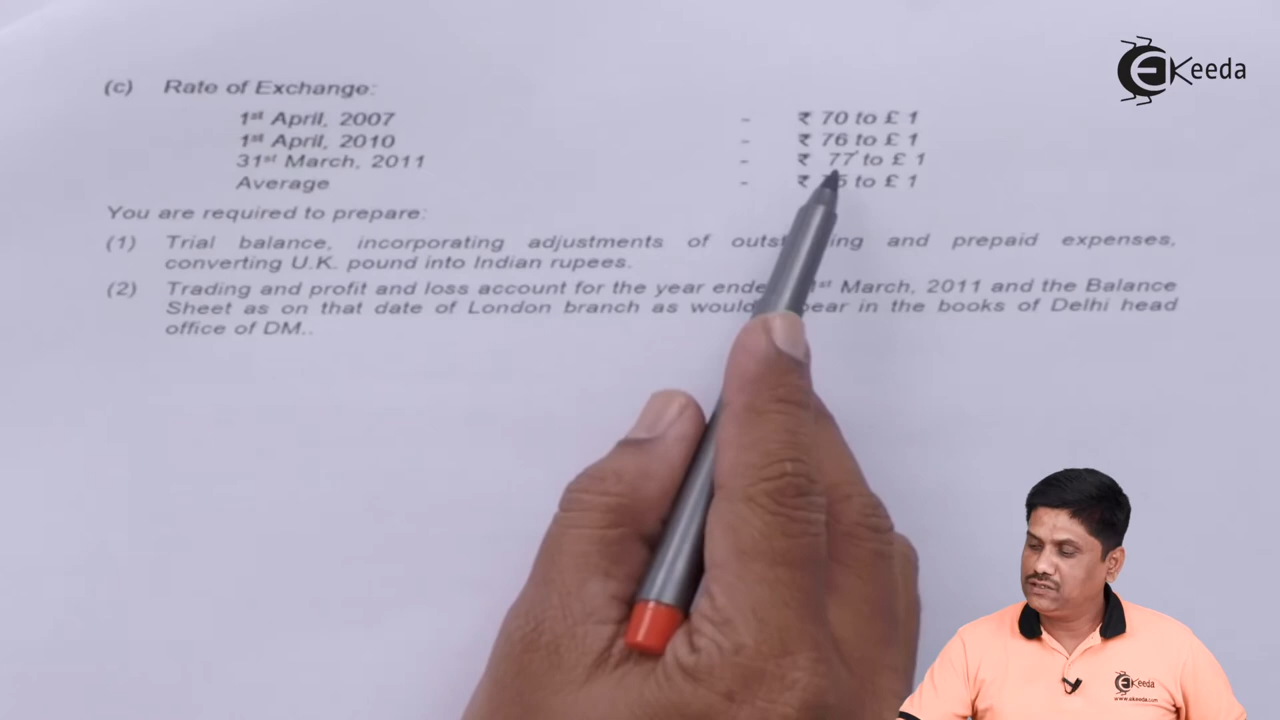 (c) Rate of Exchange:
1st April, 2007 - ₹ 70 to £ 1
1st April, 2010 - ₹ 76 to £ 1
31st March, 2011 - ₹ 77 to £ 1
Average - ₹ to £ 1
You are required to prepare:
(1) Trial balance, incorporating adjustments of and prepaid expenses,
converting U.K. pound into Indian rupees.
(2) Trading and profit and loss account for the year March, 2011 and the Balance
Sheet as on that date of London branch as in the books of Delhi head
office of DM..
eKeeda
eKeeda
www.ekeeda.com